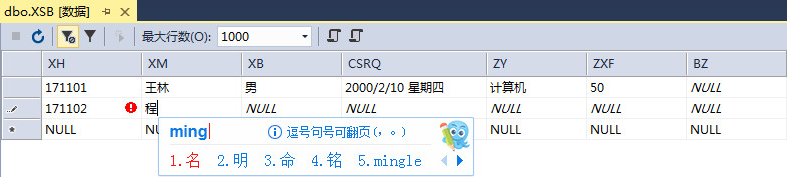 dbo.XSB [数据]
最大行数(O): 1000
XH XM XB CSRQ ZY ZXF BZ
171101 王林 男 2000/2/10 星期四 计算机 50 NULL
171102 程 NULL NULL NULL NULL NULL
NULL NU NULL NULL NULL
ming 逗号句号可翻页(，。)
1.名 2.明 3.命 4.铭 5.mingle